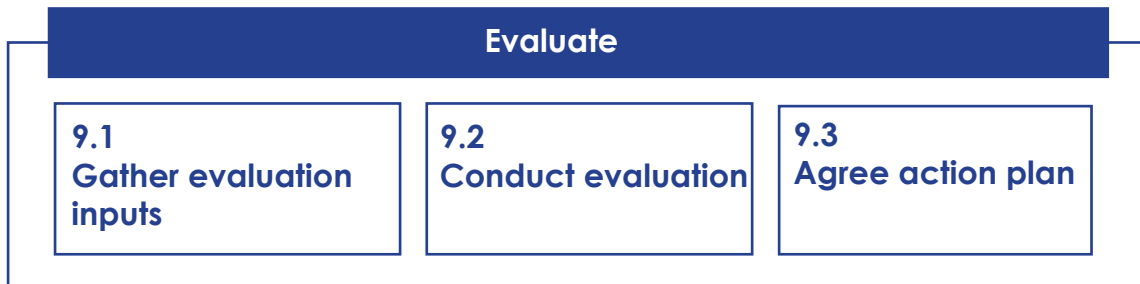 Evaluate
9.1
Gather evaluation
inputs
9.2
Conduct evaluation
9.3
Agree action plan